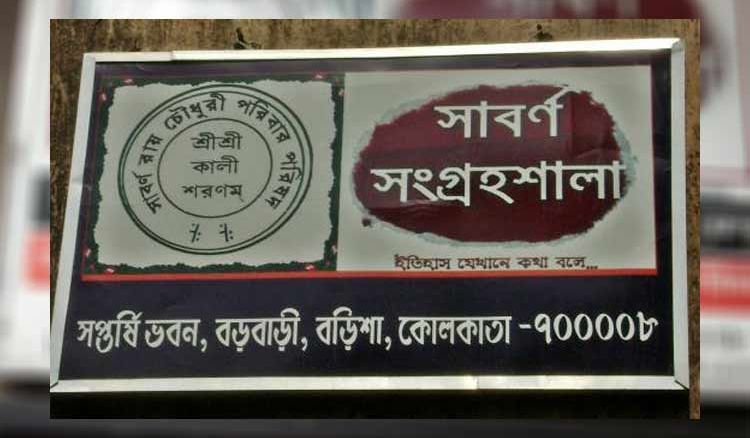 সাবর্ণ রায় চৌধুরী পরিবার পরিষদ
শ্রীশ্রী
কালী
শরণম্
সাবর্ণ
সংগ্রহশালা
ইতিহাস যেখানে কথা বলে...
সপ্তর্ষি ভবন, বড়বাড়ী, বড়িশা, কোলকাতা -৭০০০০৮